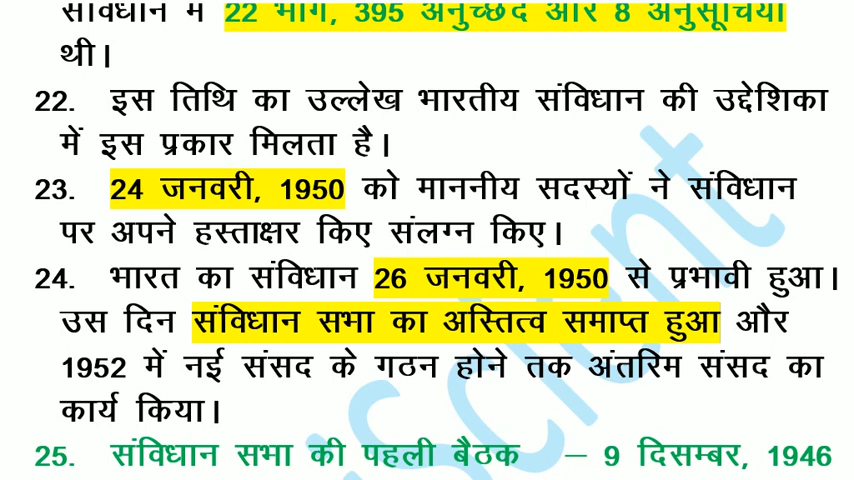 संविधान में 22 भाग, 395 अनुच्छेद और 8 अनुसूचियाँ
थी।
22. इस तिथि का उल्लेख भारतीय संविधान की उद्देशिका
में इस प्रकार मिलता है।
23. 24 जनवरी, 1950 को माननीय सदस्यों ने संविधान
पर अपने हस्ताक्षर किए संलग्न किए।
24. भारत का संविधान 26 जनवरी, 1950 से प्रभावी हुआ।
उस दिन संविधान सभा का अस्तित्व समाप्त हुआ और
1952 में नई संसद के गठन होने तक अंतरिम संसद का
कार्य किया।
25. संविधान सभा की पहली बैठक – 9 दिसम्बर, 1946